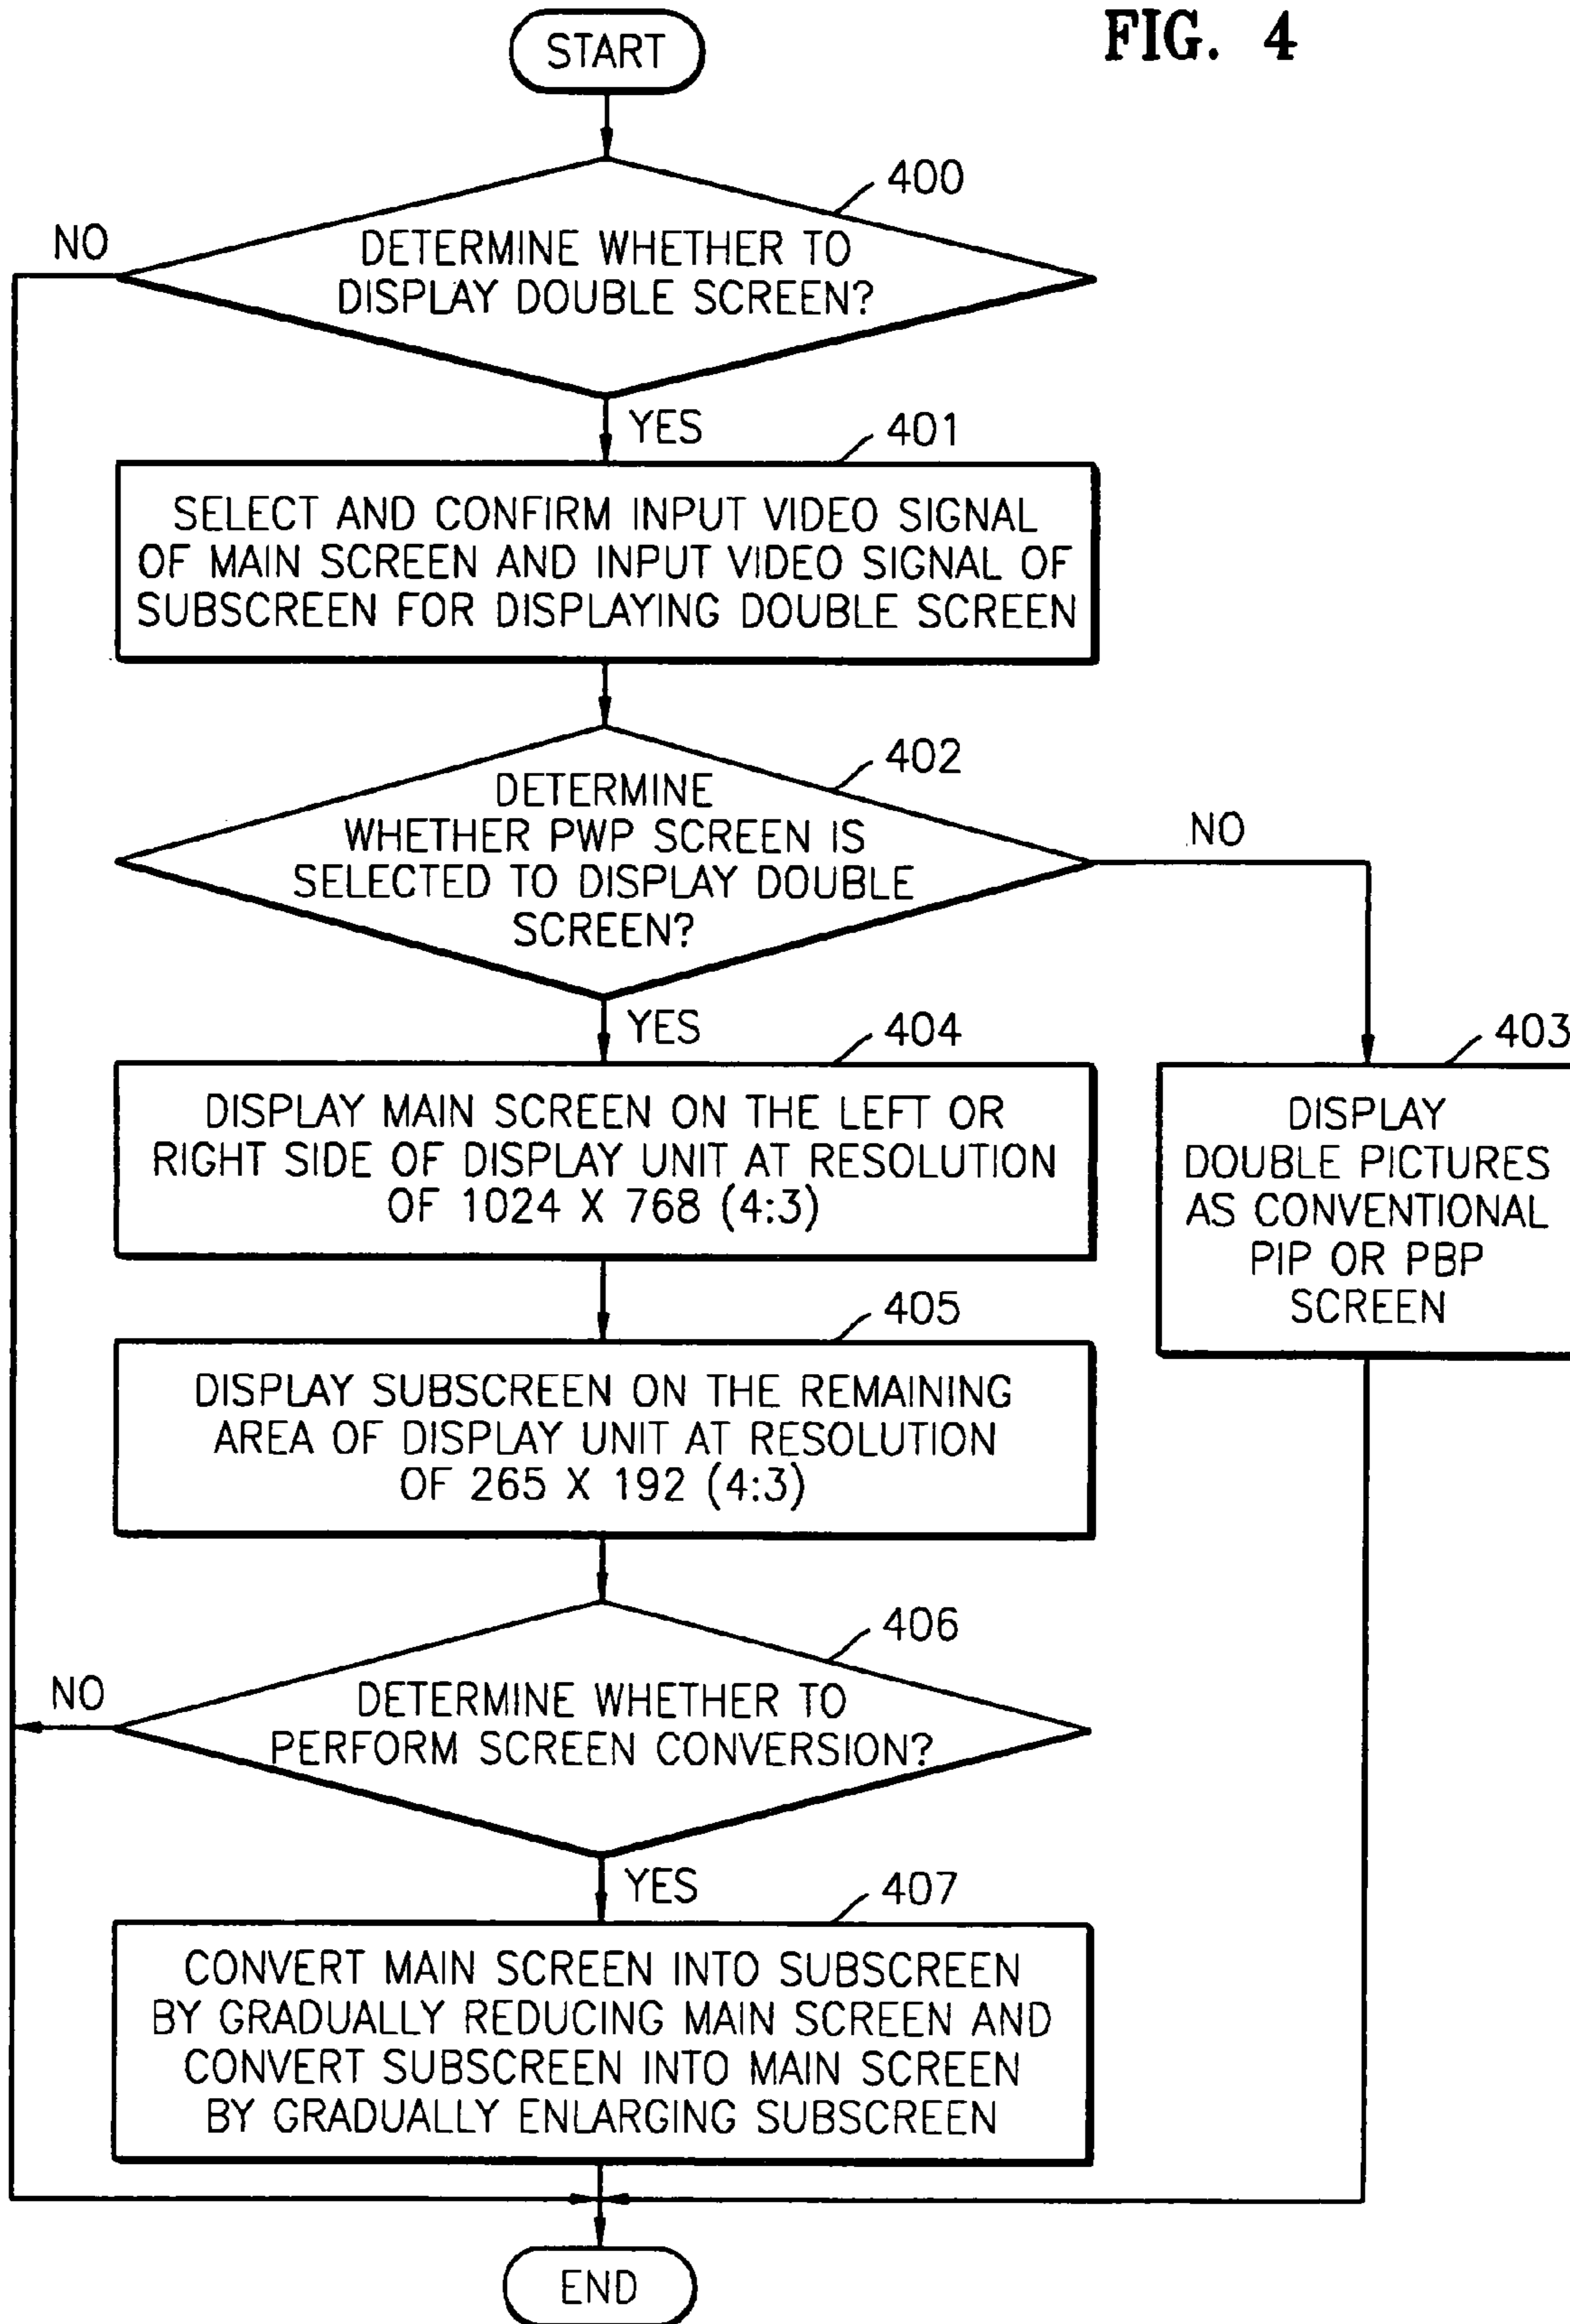 FIG. 4
START
400
NO
DETERMINE WHETHER TO
DISPLAY DOUBLE SCREEN?
YES
401
SELECT AND CONFIRM INPUT VIDEO SIGNAL
OF MAIN SCREEN AND INPUT VIDEO SIGNAL OF
SUBSCREEN FOR DISPLAYING DOUBLE SCREEN
402
DETERMINE
WHETHER PWP SCREEN IS
SELECTED TO DISPLAY DOUBLE
SCREEN?
NO
YES
404
DISPLAY MAIN SCREEN ON THE LEFT OR
RIGHT SIDE OF DISPLAY UNIT AT RESOLUTION
OF 1024 X 768 (4:3)
403
DISPLAY
DOUBLE PICTURES
AS CONVENTIONAL
PIP OR PBP
SCREEN
405
DISPLAY SUBSCREEN ON THE REMAINING
AREA OF DISPLAY UNIT AT RESOLUTION
OF 265 X 192 (4:3)
406
NO
DETERMINE WHETHER TO
PERFORM SCREEN CONVERSION?
YES
407
CONVERT MAIN SCREEN INTO SUBSCREEN
BY GRADUALLY REDUCING MAIN SCREEN AND
CONVERT SUBSCREEN INTO MAIN SCREEN
BY GRADUALLY ENLARGING SUBSCREEN
END